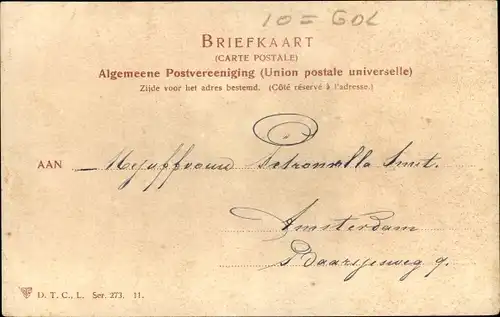 10 = GOL
BRIEFKAART
(CARTE POSTALE)
Algemeene Postvereeniging (Union postale universelle)
Zijde voor het adres bestemd. (Côté réservé à l'adresse.)
AAN Mejuffrouw Petronella Smit.
Amsterdam
Baarsjesweg 9.
D. T. C., L. Ser. 273. 11.